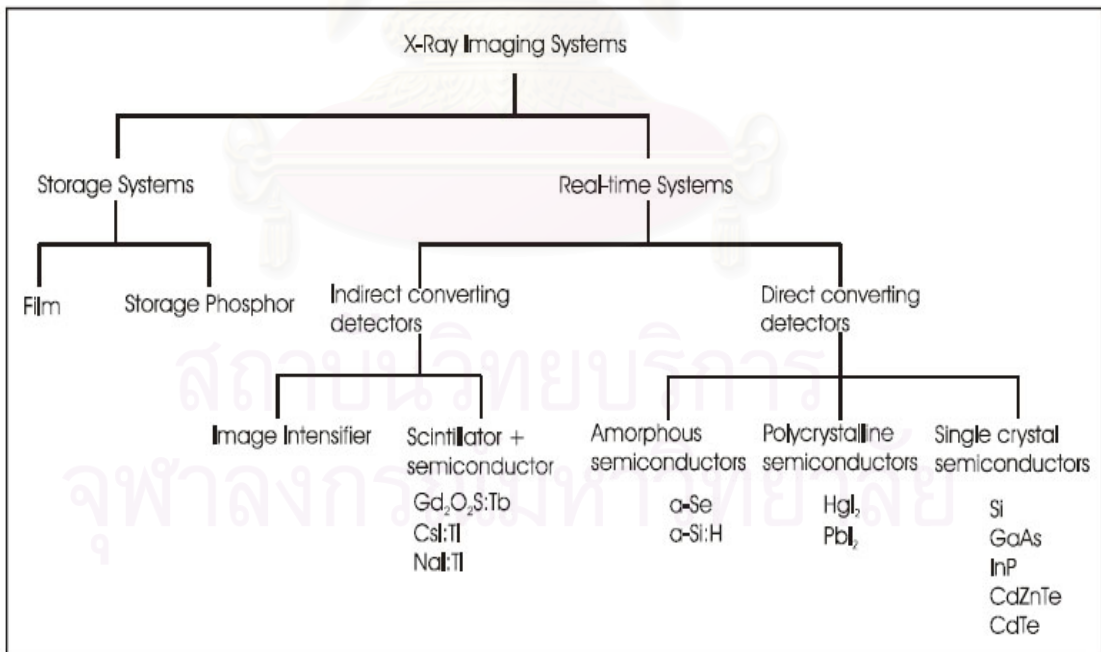 X-Ray Imaging Systems
Storage Systems
Real-time Systems
Film
Storage Phosphor
Indirect converting
detectors
Direct converting
detectors
Image Intensifier
Scintillator +
semiconductor
Gd₂O₂S:Tb
CsI:Tl
NaI:Tl
Amorphous
semiconductors
α-Se
α-Si:H
Polycrystalline
semiconductors
HgI₂
PbI₂
Single crystal
semiconductors
Si
GaAs
InP
CdZnTe
CdTe
สถาบันวิทยบริการ
จุฬาลงกรณ์มหาวิทยาลัย